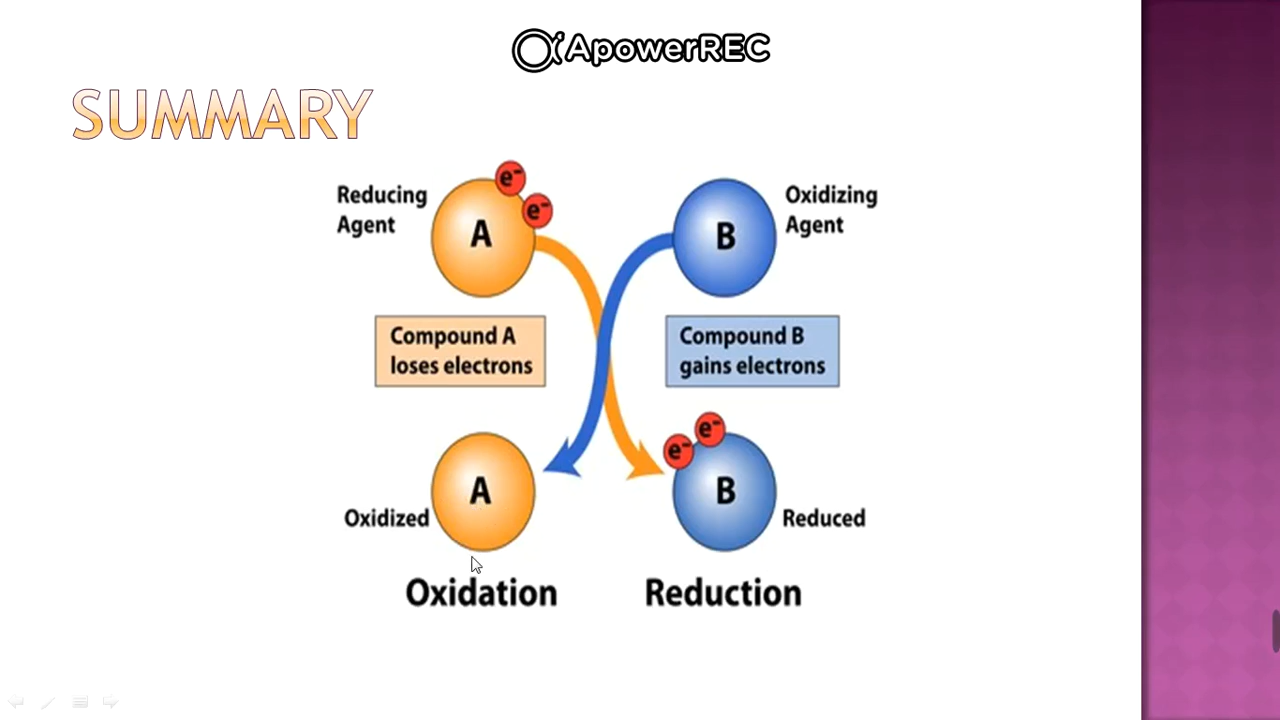 ApowerREC
SUMMARY
Reducing
Agent
e⁻
e⁻
A
B
Oxidizing
Agent
Compound A
loses electrons
Compound B
gains electrons
Oxidized
A
e⁻
e⁻
B
Reduced
Oxidation
Reduction